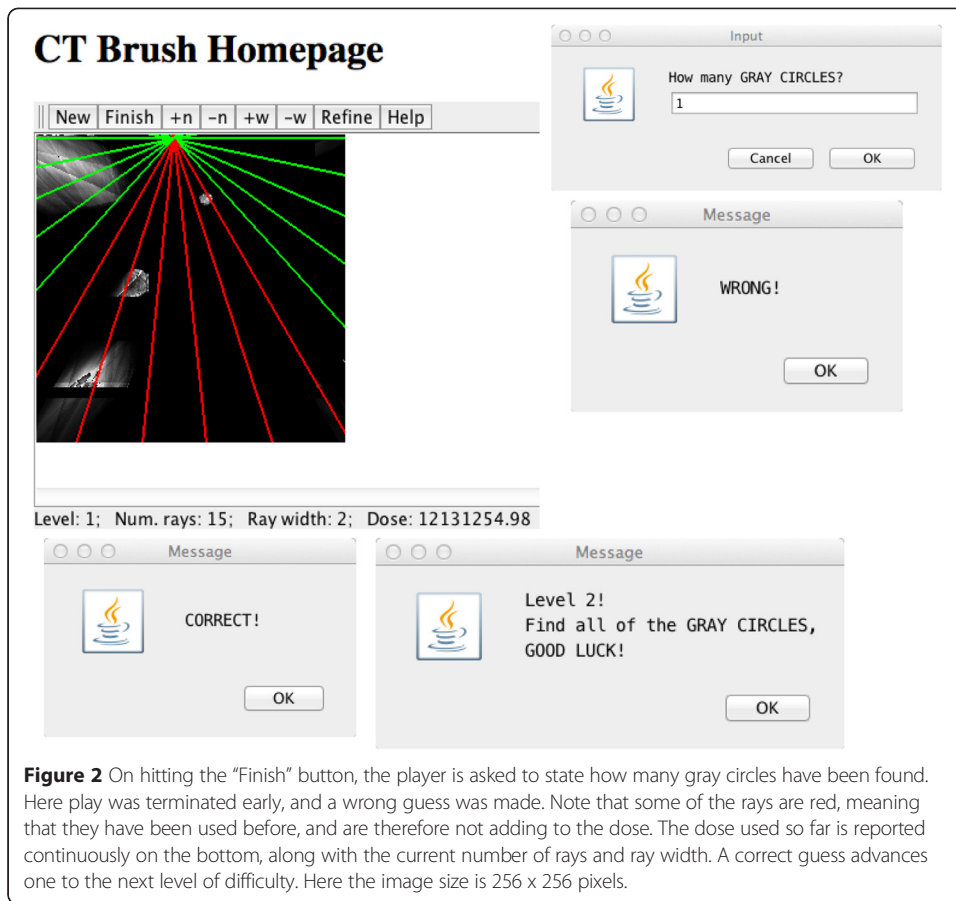 CT Brush Homepage
New Finish +n -n +w -w Refine Help
Level: 1; Num. rays: 15; Ray width: 2; Dose: 12131254.98
Input
How many GRAY CIRCLES?
1
Cancel OK
Message
WRONG!
OK
Message
CORRECT!
OK
Message
Level 2!
Find all of the GRAY CIRCLES,
GOOD LUCK!
OK
Figure 2 On hitting the “Finish” button, the player is asked to state how many gray circles have been found.
Here play was terminated early, and a wrong guess was made. Note that some of the rays are red, meaning
that they have been used before, and are therefore not adding to the dose. The dose used so far is reported
continuously on the bottom, along with the current number of rays and ray width. A correct guess advances
one to the next level of difficulty. Here the image size is 256 x 256 pixels.